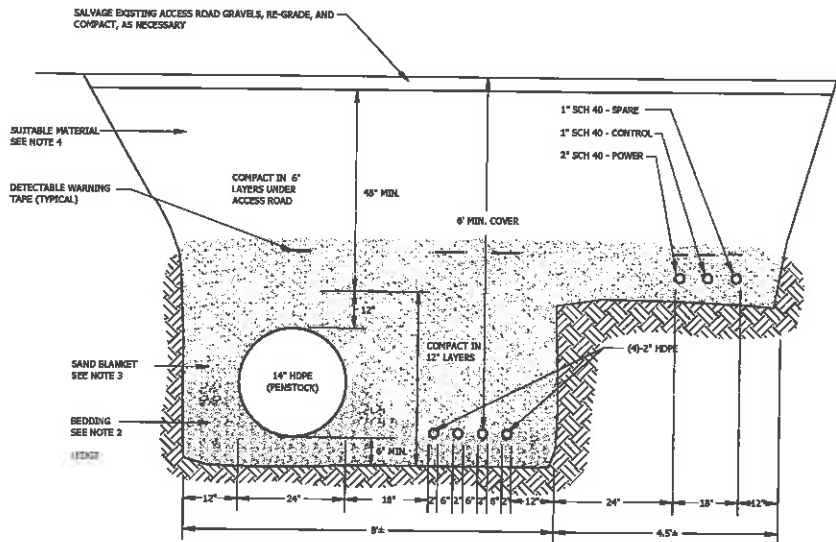 SALVAGE EXISTING ACCESS ROAD GRAVELS, RE-GRADE, AND
COMPACT, AS NECESSARY
1" SCH 40 - SPARE
1" SCH 40 - CONTROL
2" SCH 40 - POWER
SUITABLE MATERIAL
SEE NOTE 4
COMPACT IN 6"
LAYERS UNDER
ACCESS ROAD
48" MIN.
DETECTABLE WARNING
TAPE (TYPICAL)
6' MIN. COVER
12"
COMPACT IN
12" LAYERS
(4)-2" HDPE
SAND BLANKET
SEE NOTE 3
14" HDPE
(PENSTOCK)
BEDDING
SEE NOTE 2
LEDGE
6" MIN.
12" 24" 18" 2" 6" 2" 6" 2" 6" 2" 12" 24" 18" 12"
8'± 4.5'±